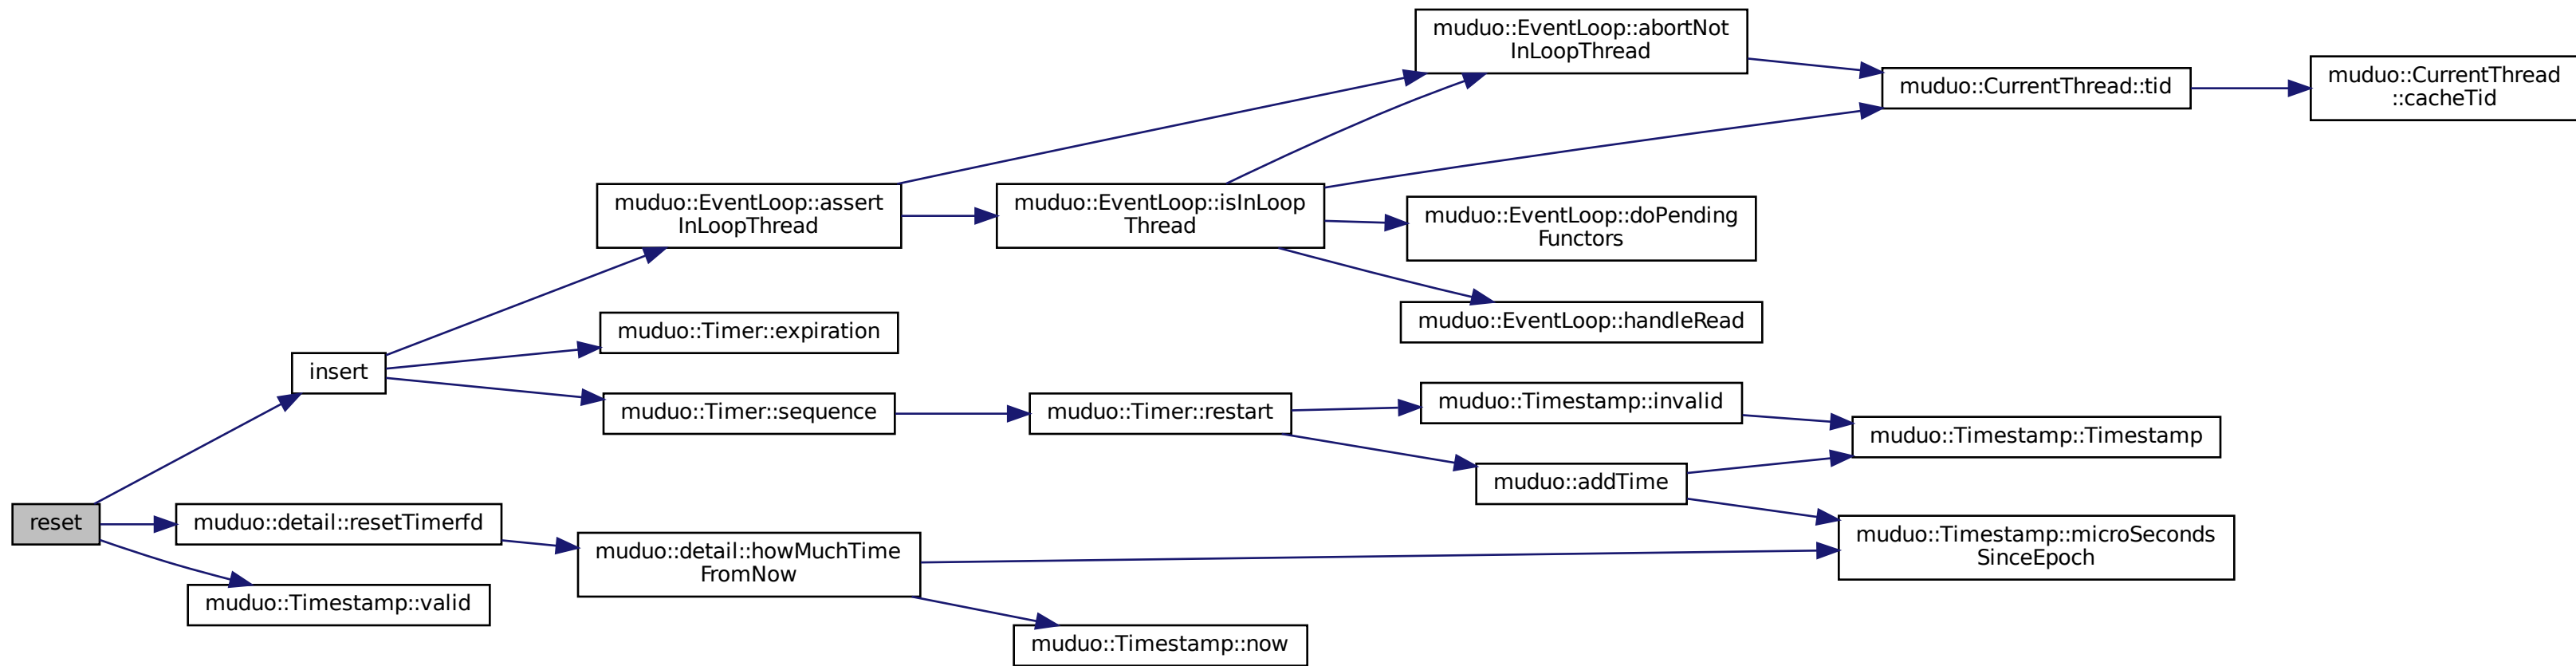 muduo::EventLoop::abortNot
InLoopThread
muduo::CurrentThread::tid
muduo::CurrentThread
::cacheTid
muduo::EventLoop::assert
InLoopThread
muduo::EventLoop::isInLoop
Thread
muduo::EventLoop::doPending
Functors
muduo::EventLoop::handleRead
muduo::Timer::expiration
insert
muduo::Timer::sequence
muduo::Timer::restart
muduo::Timestamp::invalid
muduo::Timestamp::Timestamp
muduo::addTime
reset
muduo::detail::resetTimerfd
muduo::detail::howMuchTime
FromNow
muduo::Timestamp::microSeconds
SinceEpoch
muduo::Timestamp::valid
muduo::Timestamp::now